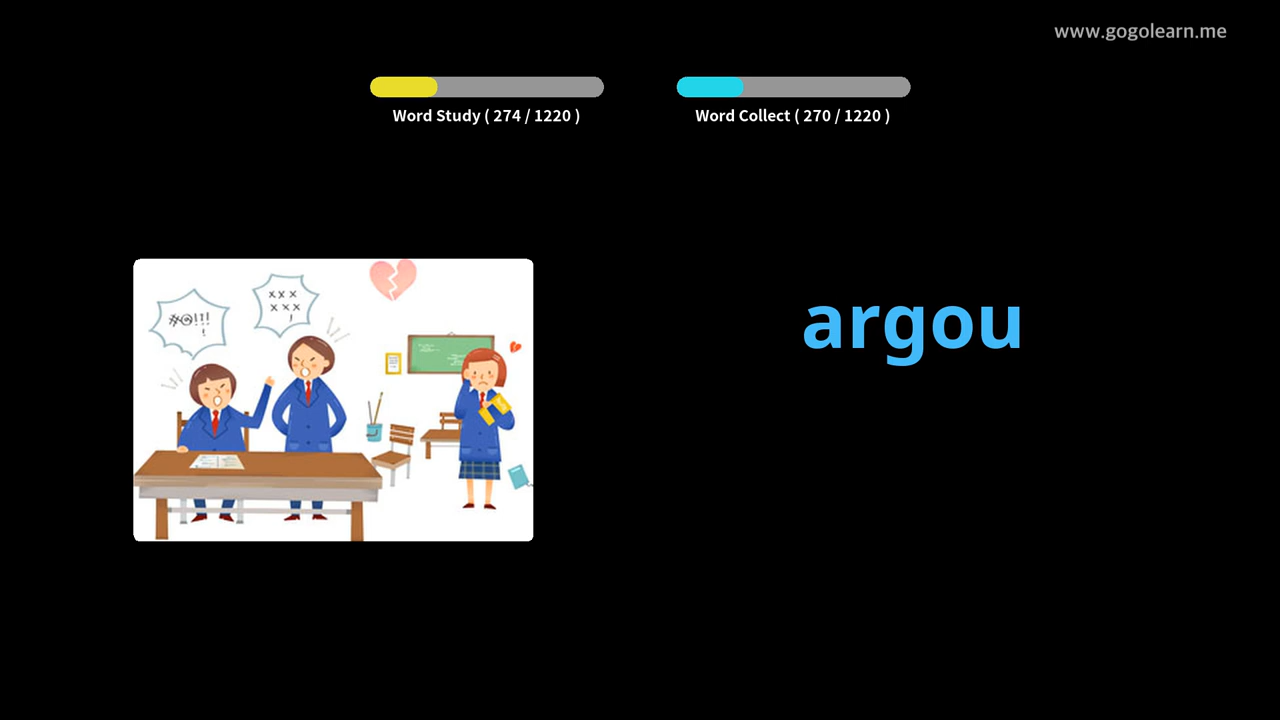 www.gogolearn.me
Word Study ( 274 / 1220 )
Word Collect ( 270 / 1220 )
#@!?!
!
x x x
x x x
,
argou